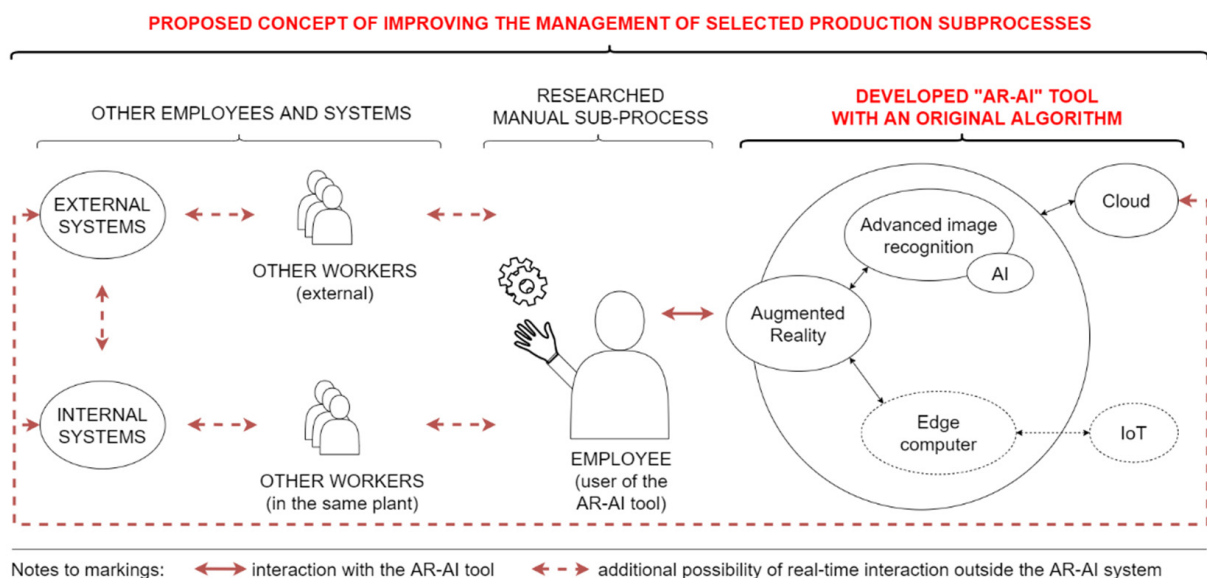 PROPOSED CONCEPT OF IMPROVING THE MANAGEMENT OF SELECTED PRODUCTION SUBPROCESSES
OTHER EMPLOYEES AND SYSTEMS
RESEARCHED
MANUAL SUB-PROCESS
DEVELOPED "AR-AI" TOOL
WITH AN ORIGINAL ALGORITHM
EXTERNAL
SYSTEMS
OTHER WORKERS
(external)
INTERNAL
SYSTEMS
OTHER WORKERS
(in the same plant)
EMPLOYEE
(user of the
AR-AI tool)
Augmented
Reality
Advanced image
recognition
AI
Cloud
Edge
computer
IoT
Notes to markings: interaction with the AR-AI tool additional possibility of real-time interaction outside the AR-AI system